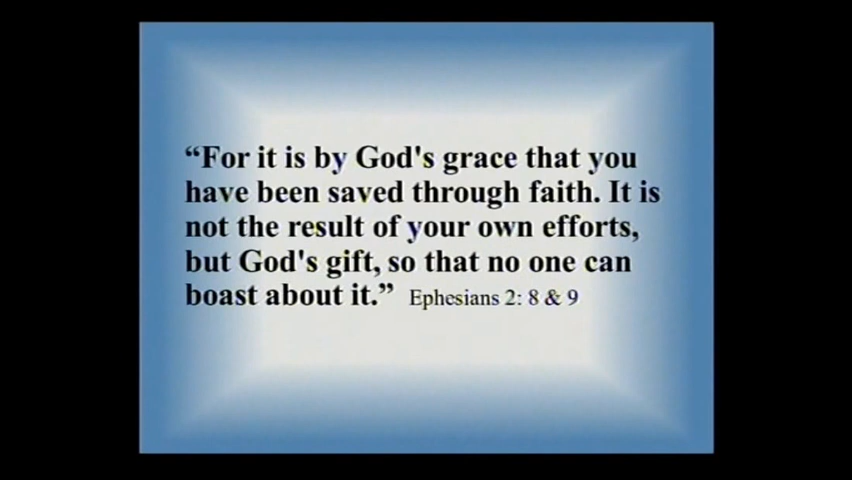 “For it is by God's grace that you
have been saved through faith. It is
not the result of your own efforts,
but God's gift, so that no one can
boast about it.” Ephesians 2: 8 & 9